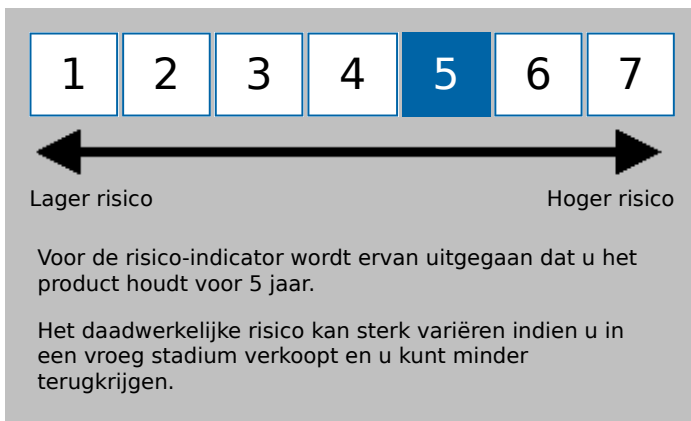 1 2 3 4 5 6 7
Lager risico Hoger risico
Voor de risico-indicator wordt ervan uitgegaan dat u het
product houdt voor 5 jaar.
Het daadwerkelijke risico kan sterk variëren indien u in
een vroeg stadium verkoopt en u kunt minder
terugkrijgen.